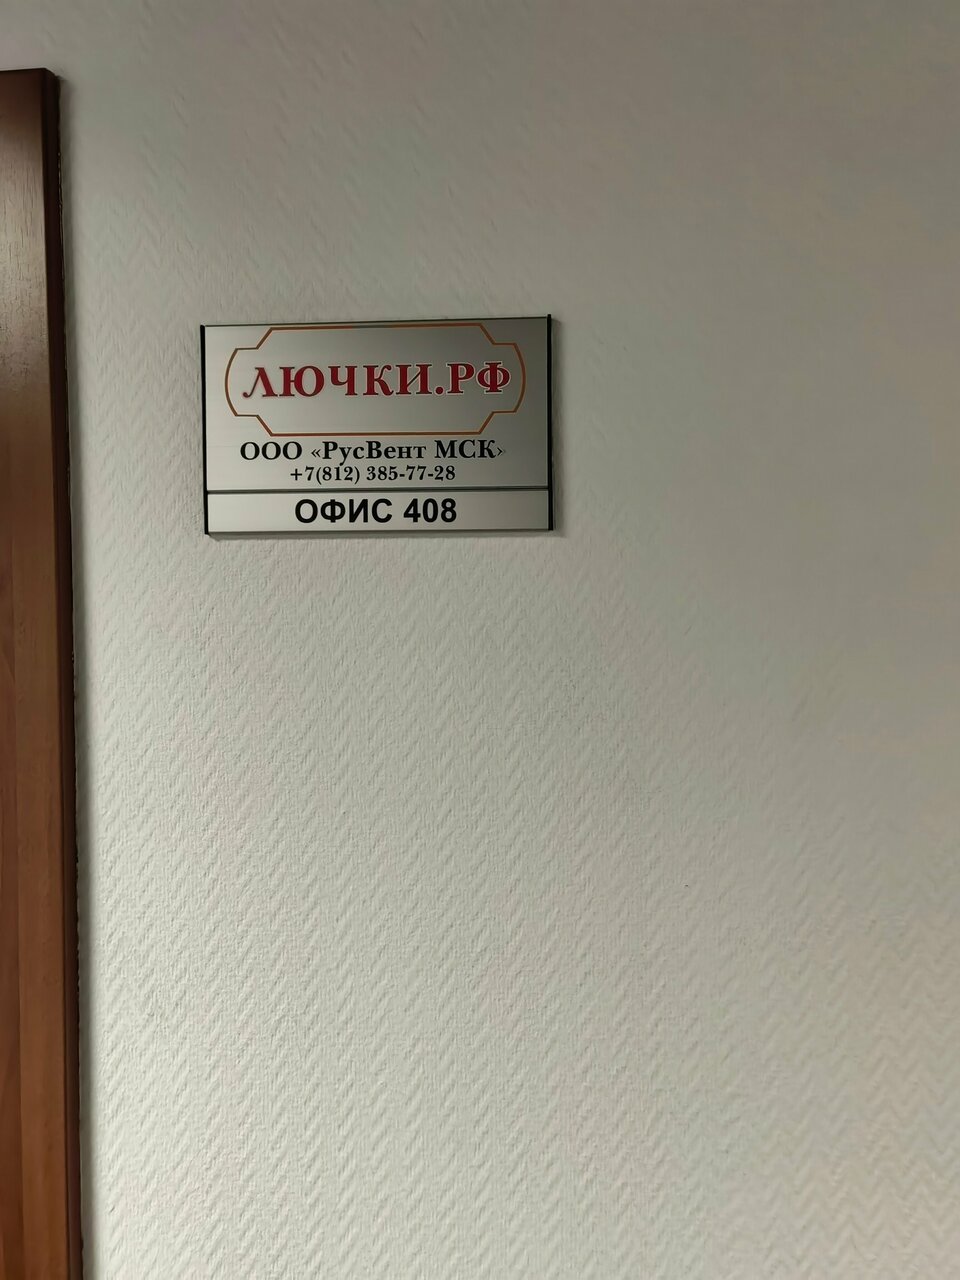 ЛЮЧКИ.РФ
ООО «РусВент МСК»
+7(812) 385-77-28
ОФИС 408